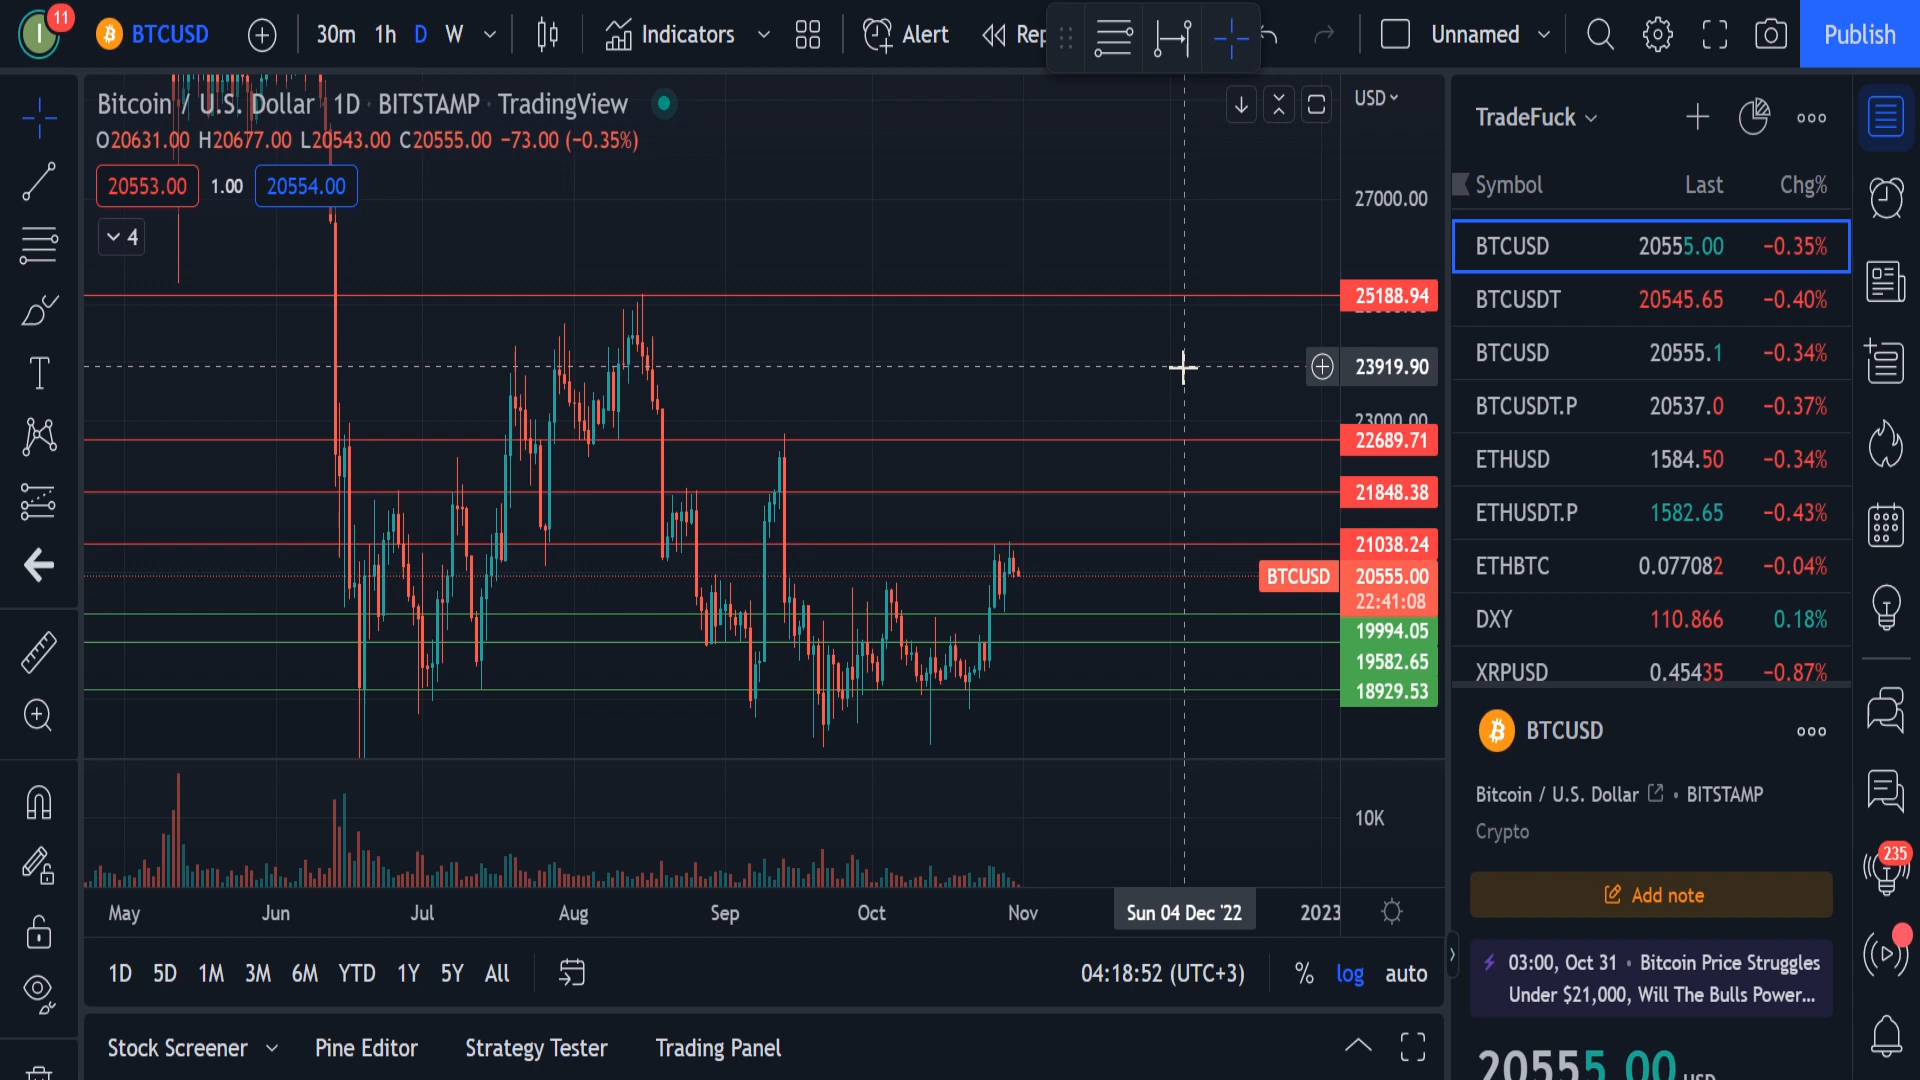 11
I
BTCUSD
30m 1h D W
Indicators
Alert
Rep
Unnamed
Publish
Bitcoin / U.S. Dollar · 1D · BITSTAMP · TradingView
O20631.00 H20677.00 L20543.00 C20555.00 −73.00 (−0.35%)
20553.00 1.00 20554.00
4
USD
27000.00
25188.94
23919.90
23000.00
22689.71
21848.38
21038.24
BTCUSD 20555.00
22:41:08
19994.05
19582.65
18929.53
10K
May Jun Jul Aug Sep Oct Nov Sun 04 Dec '22 2023
1D 5D 1M 3M 6M YTD 1Y 5Y All
04:18:52 (UTC+3) % log auto
Stock Screener Pine Editor Strategy Tester Trading Panel
TradeFuck
Symbol Last Chg%
BTCUSD 20555.00 −0.35%
BTCUSDT 20545.65 −0.40%
BTCUSD 20555.1 −0.34%
BTCUSDT.P 20537.0 −0.37%
ETHUSD 1584.50 −0.34%
ETHUSDT.P 1582.65 −0.43%
ETHBTC 0.077082 −0.04%
DXY 110.866 0.18%
XRPUSD 0.45435 −0.87%
BTCUSD
Bitcoin / U.S. Dollar • BITSTAMP
Crypto
Add note
03:00, Oct 31 • Bitcoin Price Struggles
Under $21,000, Will The Bulls Power...
20555.00 USD
235